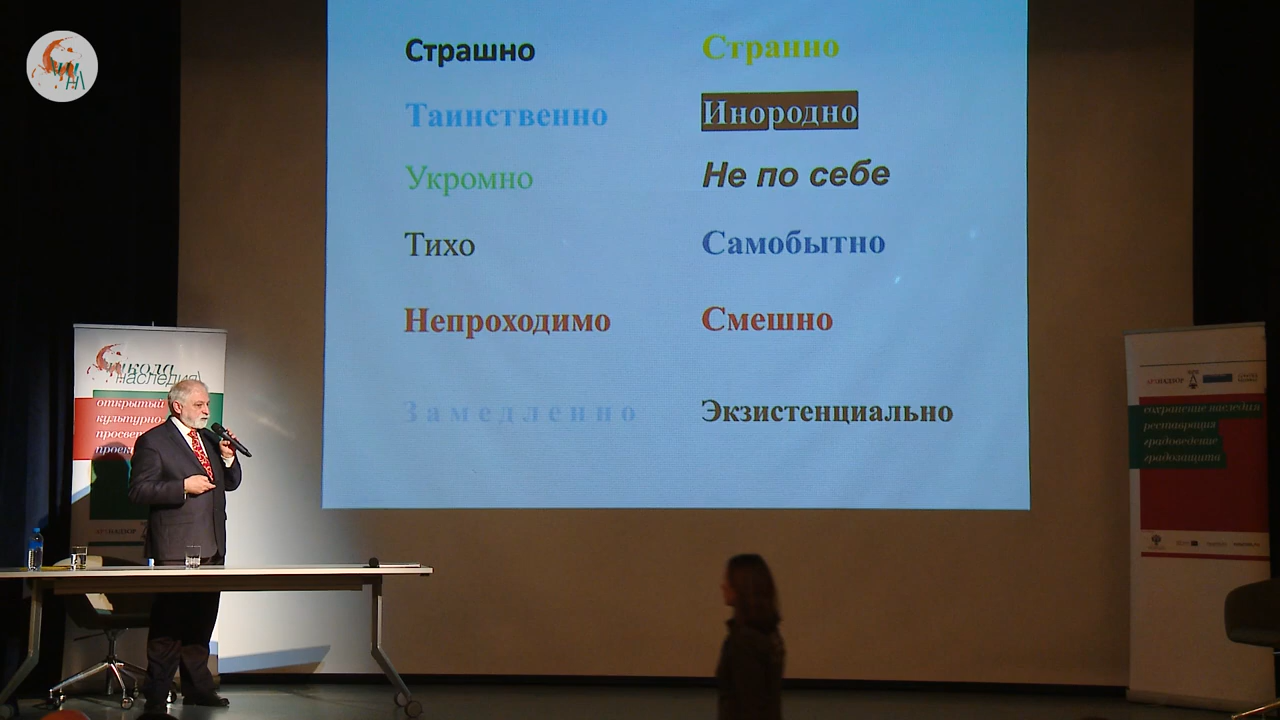 Страшно
Странно
Таинственно
Инородно
Укромно
Не по себе
Тихо
Самобытно
Непроходимо
Смешно
Замедленно
Экзистенциально
школа
наследия
открытый
культурно-
просвет
проек
сохранение наследия
реставрация
градоведение
градозащита